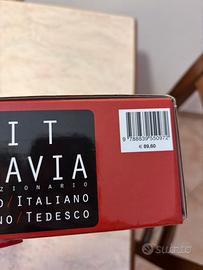 IT
AVIA
ZIONARIO
O/ITALIANO
NO/TEDESCO
9 788839 550972
€ 89,60
subito